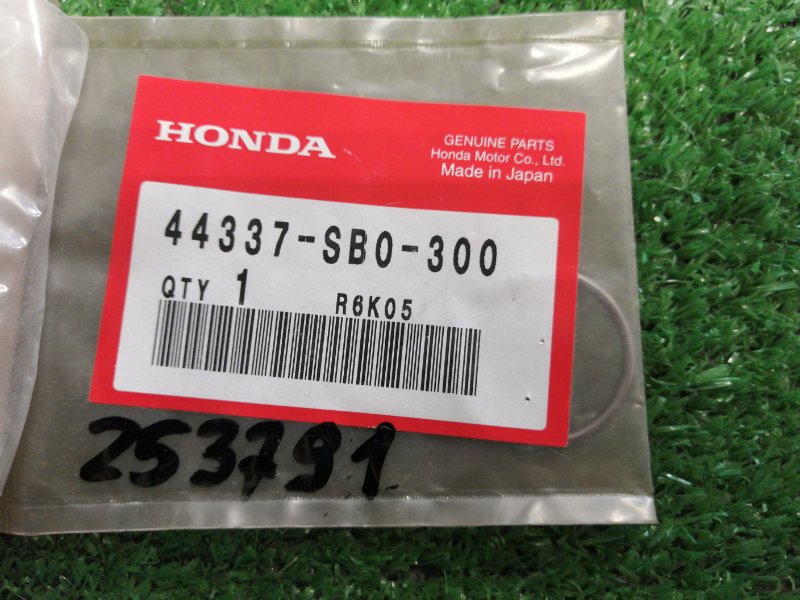 HONDA
GENUINE PARTS
Honda Motor Co., Ltd.
Made in Japan
44337-SB0-300
QTY 1 R6K05
253791